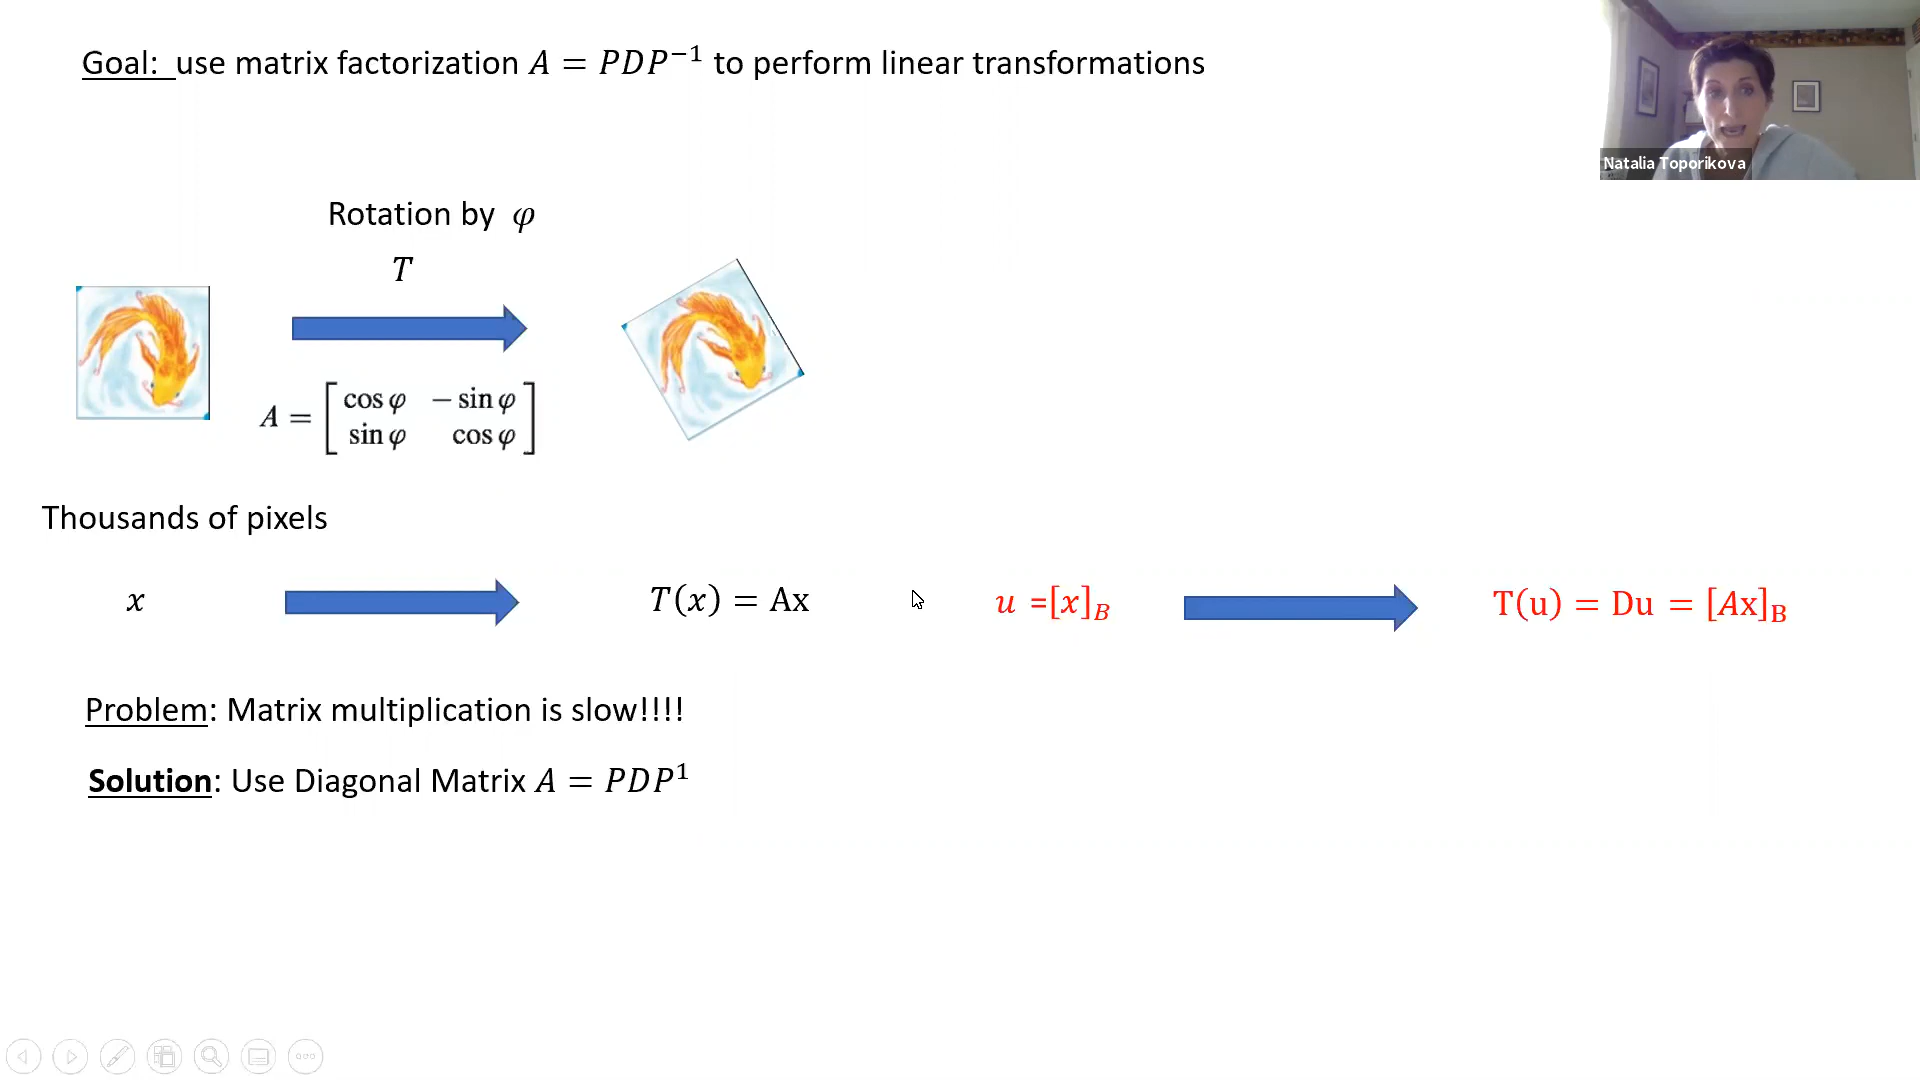 Goal: use matrix factorization A = PDP⁻¹ to perform linear transformations
Natalia Toporikova
Rotation by φ
T
A = [cos φ − sin φ
sin φ cos φ]
Thousands of pixels
x
T(x) = Ax
u =[x]_B
T(u) = Du = [Ax]_B
Problem: Matrix multiplication is slow!!!!
Solution: Use Diagonal Matrix A = PDP¹